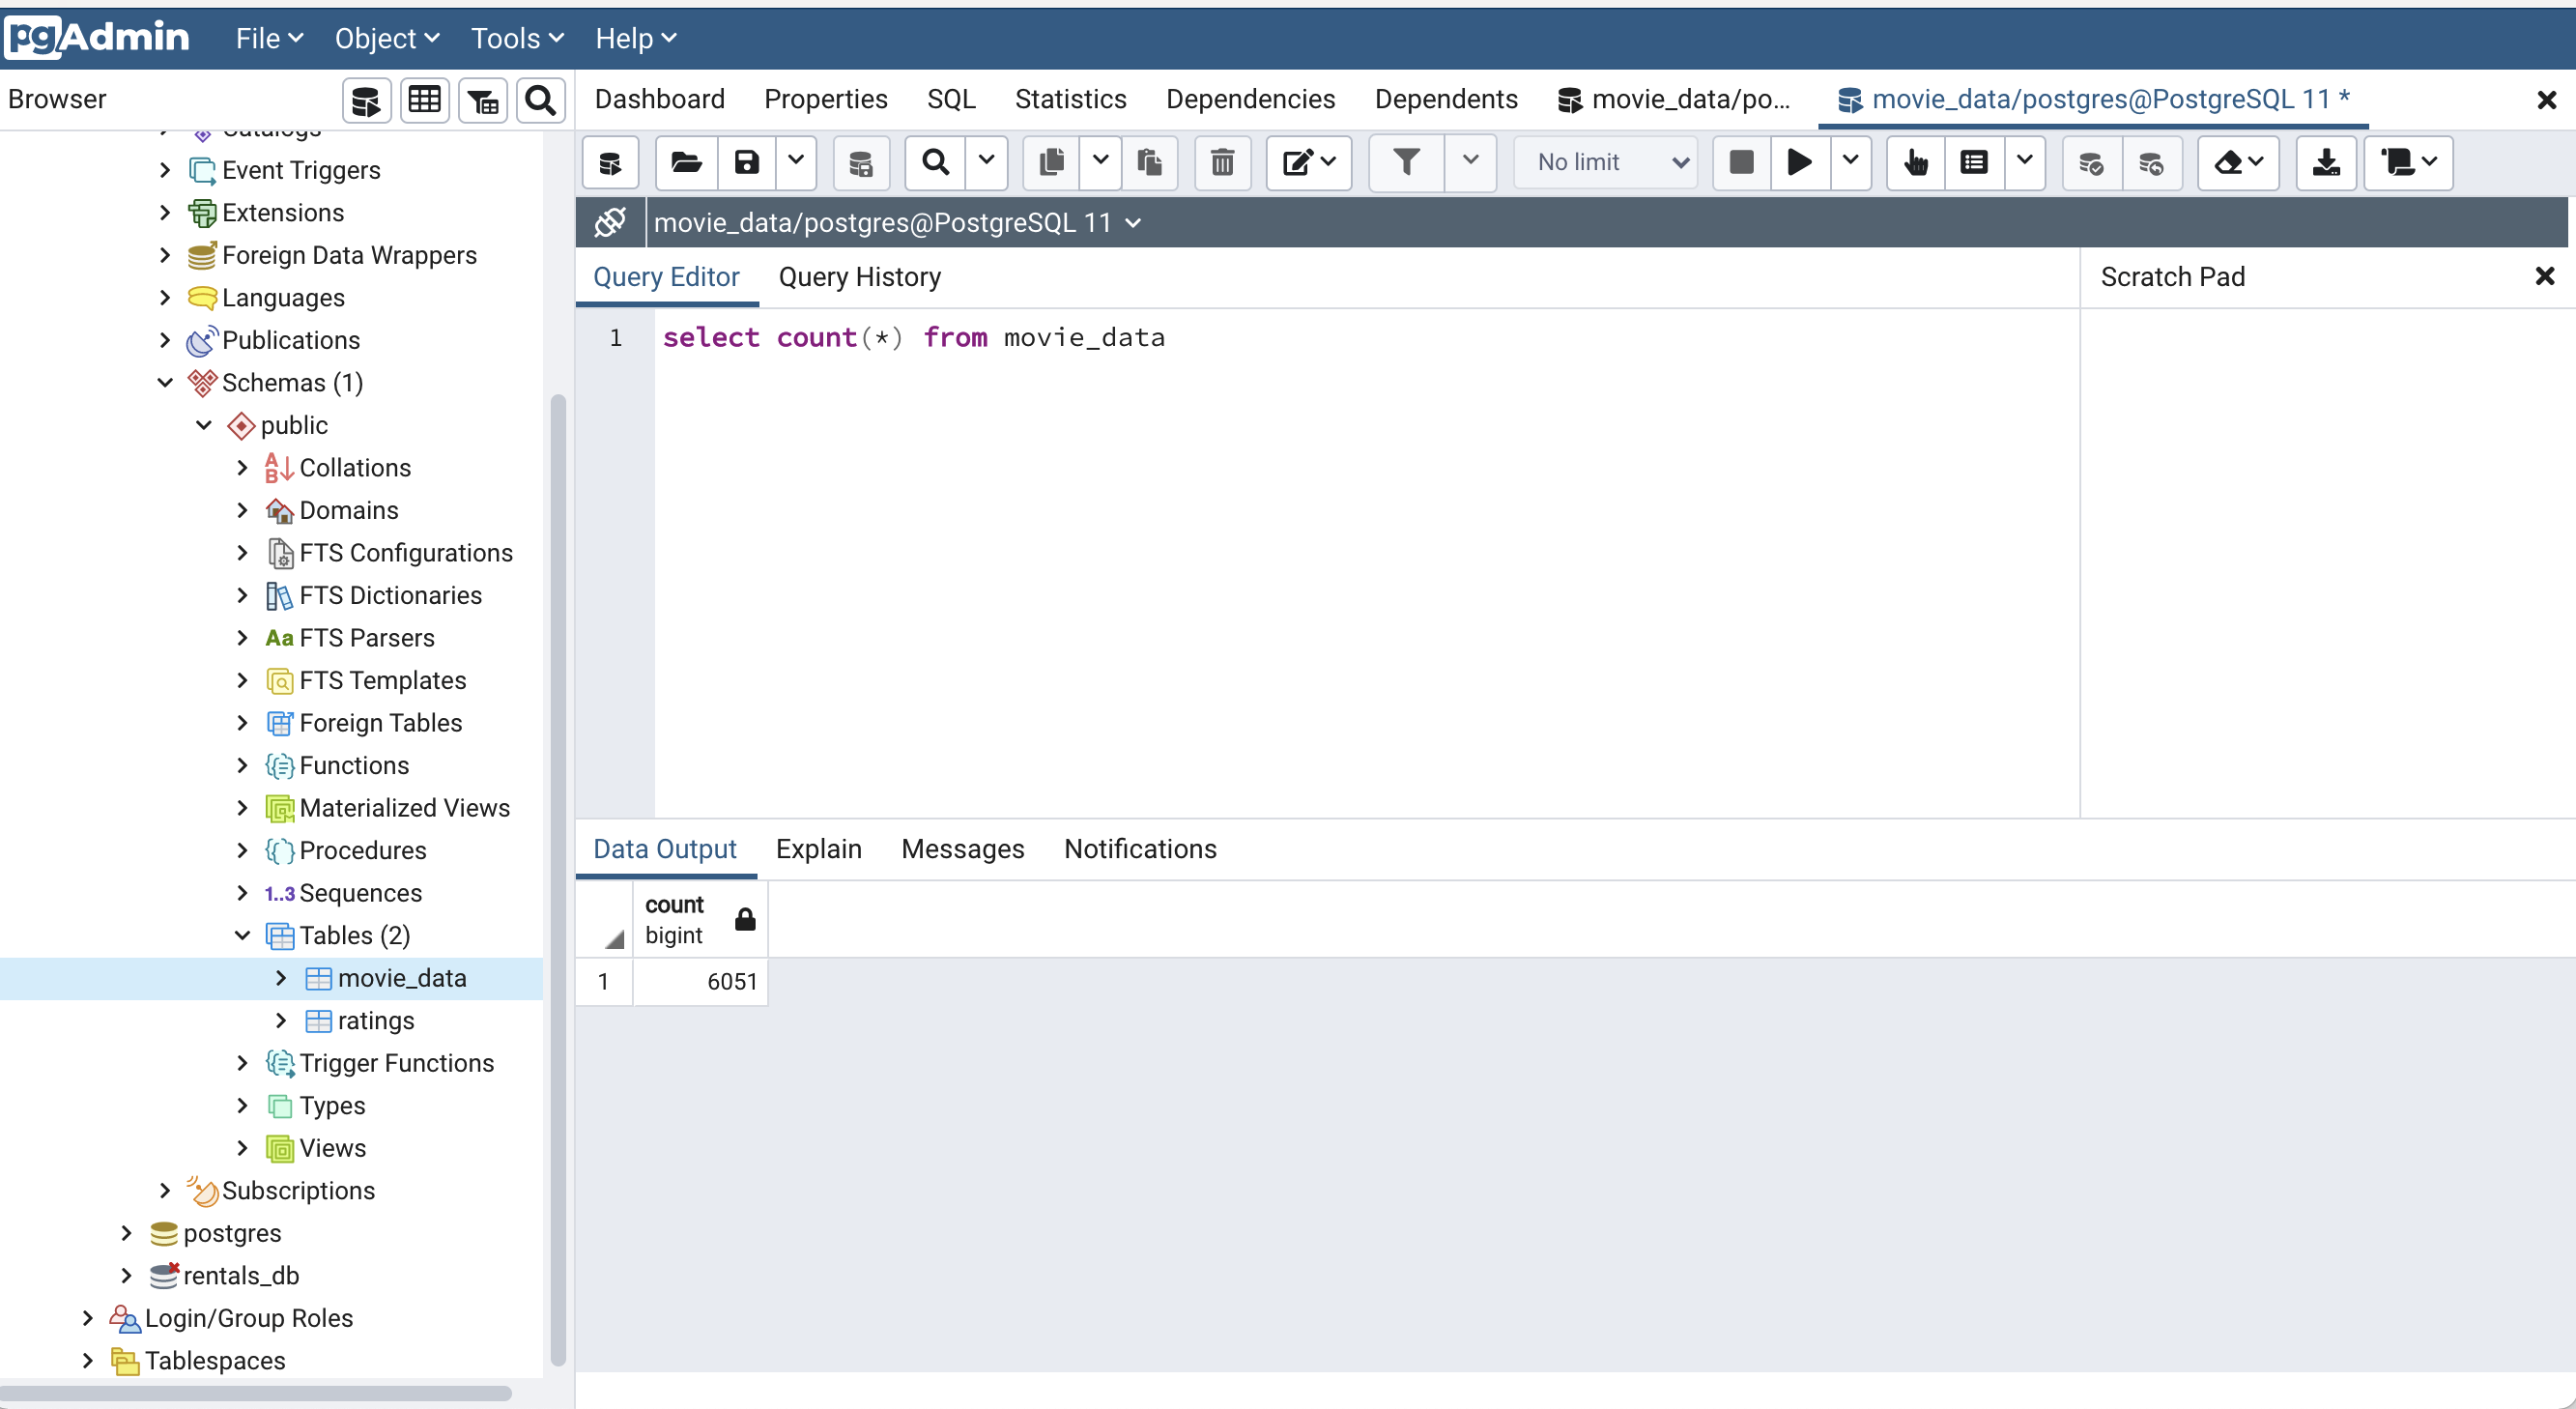 pgAdmin File Object Tools Help
Browser
Dashboard Properties SQL Statistics Dependencies Dependents movie_data/po... movie_data/postgres@PostgreSQL 11 *
No limit
movie_data/postgres@PostgreSQL 11
Query Editor Query History
Scratch Pad
1 select count(*) from movie_data
Catalogs
Event Triggers
Extensions
Foreign Data Wrappers
Languages
Publications
Schemas (1)
public
Collations
Domains
FTS Configurations
FTS Dictionaries
Aa FTS Parsers
FTS Templates
Foreign Tables
Functions
Materialized Views
Procedures
1..3 Sequences
Tables (2)
movie_data
ratings
Trigger Functions
Types
Views
Subscriptions
postgres
rentals_db
Login/Group Roles
Tablespaces
Data Output Explain Messages Notifications
count
bigint
1 6051